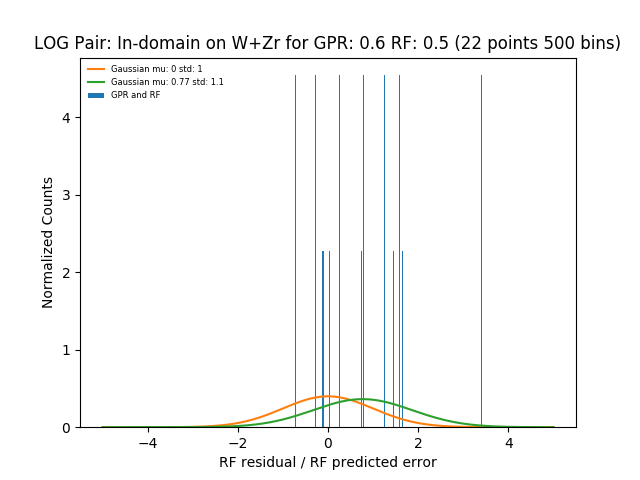 LOG Pair: In-domain on W+Zr for GPR: 0.6 RF: 0.5 (22 points 500 bins)
Gaussian mu: 0 std: 1
Gaussian mu: 0.77 std: 1.1
GPR and RF
Normalized Counts
4
3
2
1
0
−4 −2 0 2 4
RF residual / RF predicted error